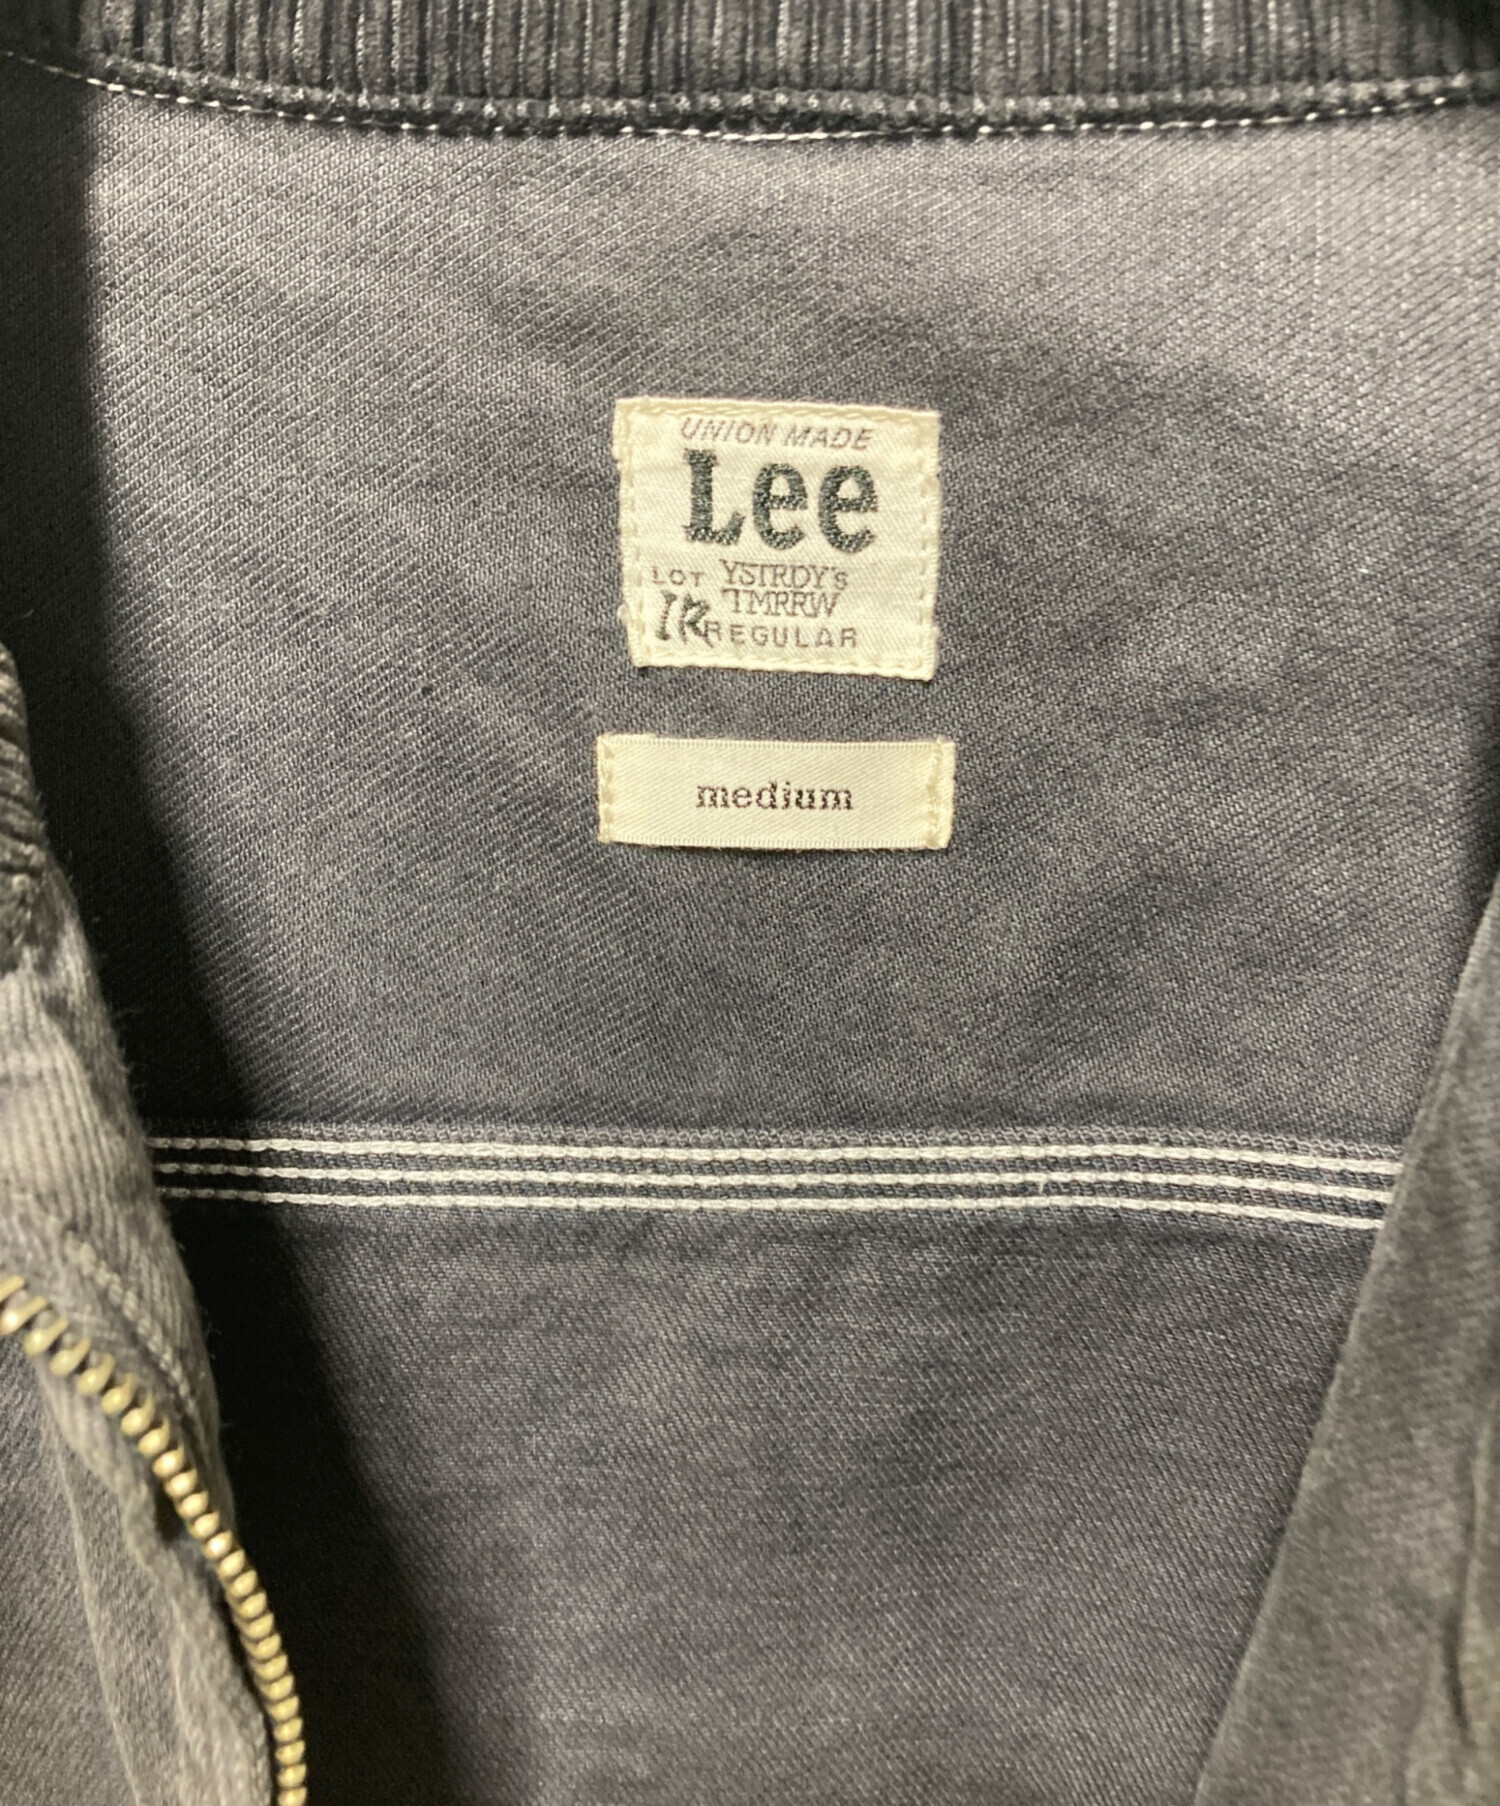 UNION MADE
Lee
LOT YSTRDY's
TMRRW
REGULAR
medium